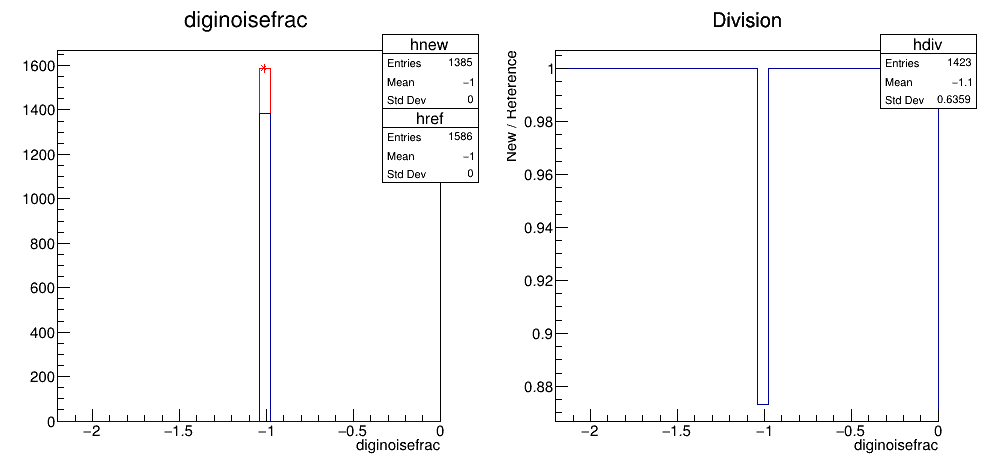 diginoisefrac
hnew
Entries 1385
Mean −1
Std Dev 0
href
Entries 1586
Mean −1
Std Dev 0
1600
1400
1200
1000
800
600
400
200
0
−2 −1.5 −1 −0.5 0
diginoisefrac
Division
hdiv
Entries 1423
Mean −1.1
Std Dev 0.6359
New / Reference
1
0.98
0.96
0.94
0.92
0.9
0.88
−2 −1.5 −1 −0.5 0
diginoisefrac